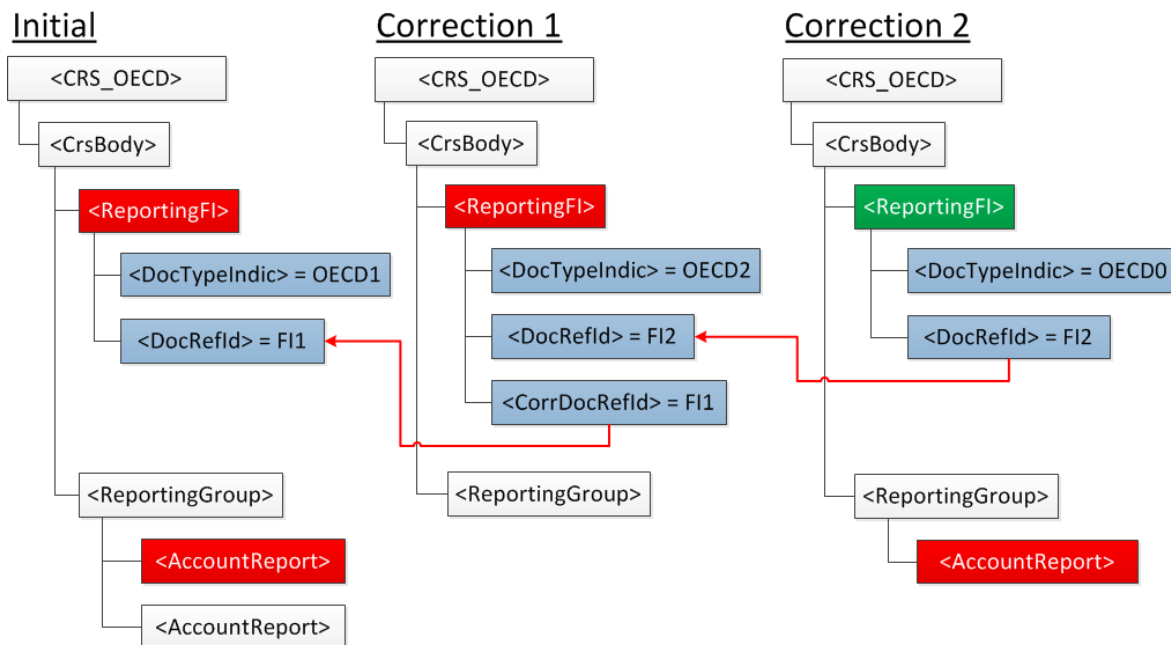 Initial
<CRS_OECD>
<CrsBody>
<ReportingFI>
<DocTypeIndic> = OECD1
<DocRefId> = FI1
<ReportingGroup>
<AccountReport>
<AccountReport>
Correction 1
<CRS_OECD>
<CrsBody>
<ReportingFI>
<DocTypeIndic> = OECD2
<DocRefId> = FI2
<CorrDocRefId> = FI1
<ReportingGroup>
Correction 2
<CRS_OECD>
<CrsBody>
<ReportingFI>
<DocTypeIndic> = OECD0
<DocRefId> = FI2
<ReportingGroup>
<AccountReport>